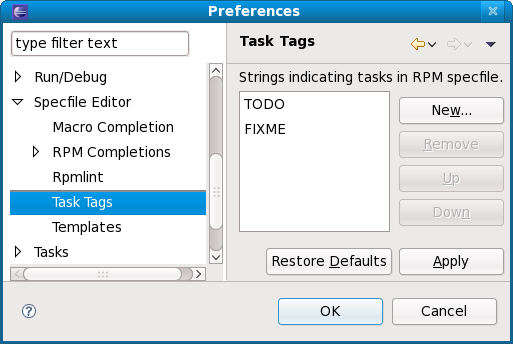 Preferences
type filter text
Run/Debug
Specfile Editor
Macro Completion
RPM Completions
Rpmlint
Task Tags
Templates
Tasks
Task Tags
Strings indicating tasks in RPM specfile.
TODO
FIXME
New...
Remove
Up
Down
Restore Defaults
Apply
?
OK
Cancel